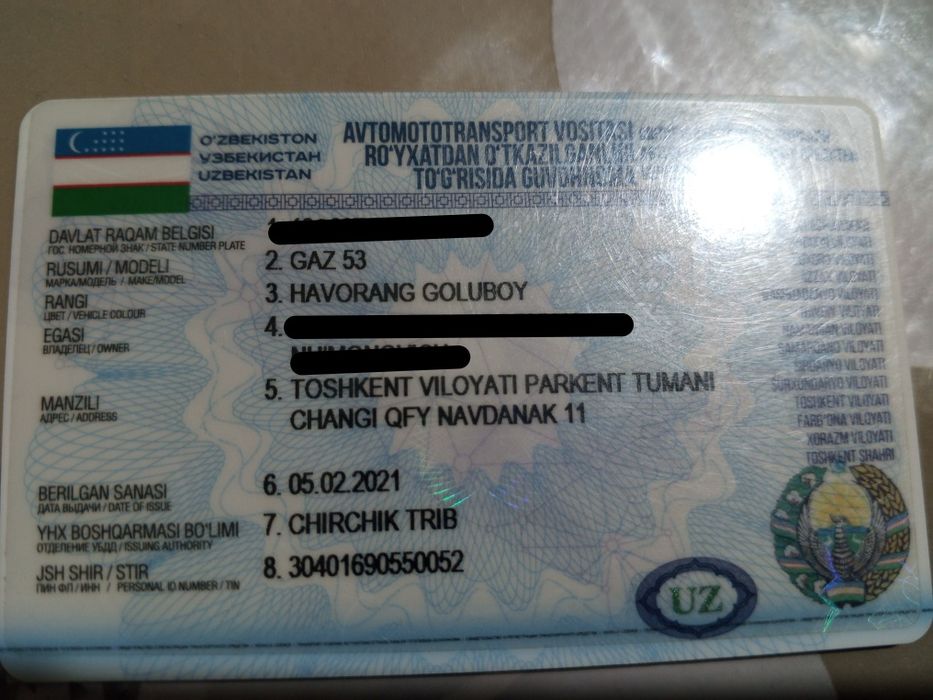 O'ZBEKISTON
УЗБЕКИСТАН
UZBEKISTAN
AVTOMOTOTRANSPORT VOSITASI
RO'YXATDAN O'TKAZILGANLIGI
TO'G'RISIDA GUVOHNOMA
DAVLAT RAQAM BELGISI
ГОС. НОМЕРНОЙ ЗНАК / STATE NUMBER PLATE
RUSUMI / MODELI
МАРКА/МОДЕЛЬ / MAKE/MODEL
2. GAZ 53
RANGI
ЦВЕТ / VEHICLE COLOUR
3. HAVORANG GOLUBOY
EGASI
ВЛАДЕЛЕЦ / OWNER
4.
MANZILI
АДРЕС / ADDRESS
5. TOSHKENT VILOYATI PARKENT TUMANI
CHANGI QFY NAVDANAK 11
BERILGAN SANASI
ДАТА ВЫДАЧИ / DATE OF ISSUE
6. 05.02.2021
YHX BOSHQARMASI BO'LIMI
ОТДЕЛЕНИЕ УБДД / ISSUING AUTHORITY
7. CHIRCHIK TRIB
JSH SHIR / STIR
ПИН ФЛ / ИНН / PERSONAL ID NUMBER / TIN
8. 30401690550052
NAMANGAN VILOYATI
SAMARQAND VILOYATI
SIRDARYO VILOYATI
SURXONDARYO VILOYATI
TOSHKENT VILOYATI
FARG'ONA VILOYATI
XORAZM VILOYATI
TOSHKENT SHAHRI
UZ